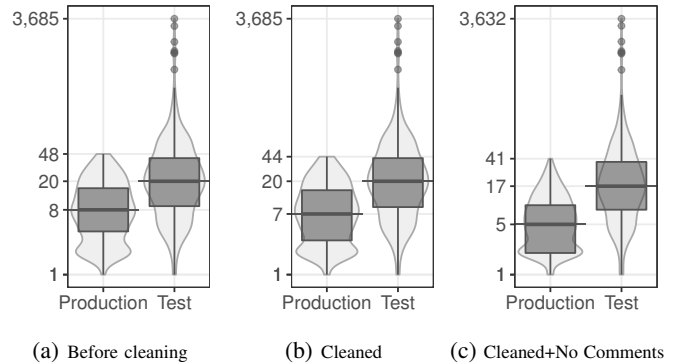 3,685
48
20
8
1
Production Test
(a) Before cleaning
3,685
44
20
7
1
Production Test
(b) Cleaned
3,632
41
17
5
1
Production Test
(c) Cleaned+No Comments